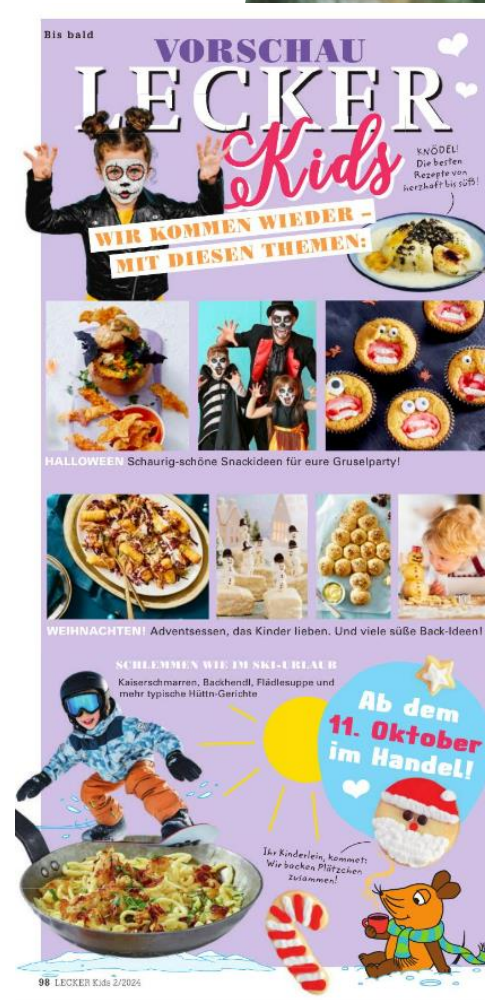 Bis bald
VORSCHAU
LECKER
Kids
KNÖDEL!
Die besten
Rezepte von
herzhaft bis süß!
WIR KOMMEN WIEDER –
MIT DIESEN THEMEN:
HALLOWEEN Schaurig-schöne Snackideen für eure Gruselparty!
WEIHNACHTEN! Adventsessen, das Kinder lieben. Und viele süße Back-Ideen!
SCHLEMMEN WIE IM SKI-URLAUB
Kaiserschmarren, Backhendl, Flädlesuppe und
mehr typische Hüttn-Gerichte
Ab dem
11. Oktober
im Handel!
Ihr Kinderlein, kommet:
Wir backen Plätzchen
zusammen!
98 LECKER Kids 2/2024